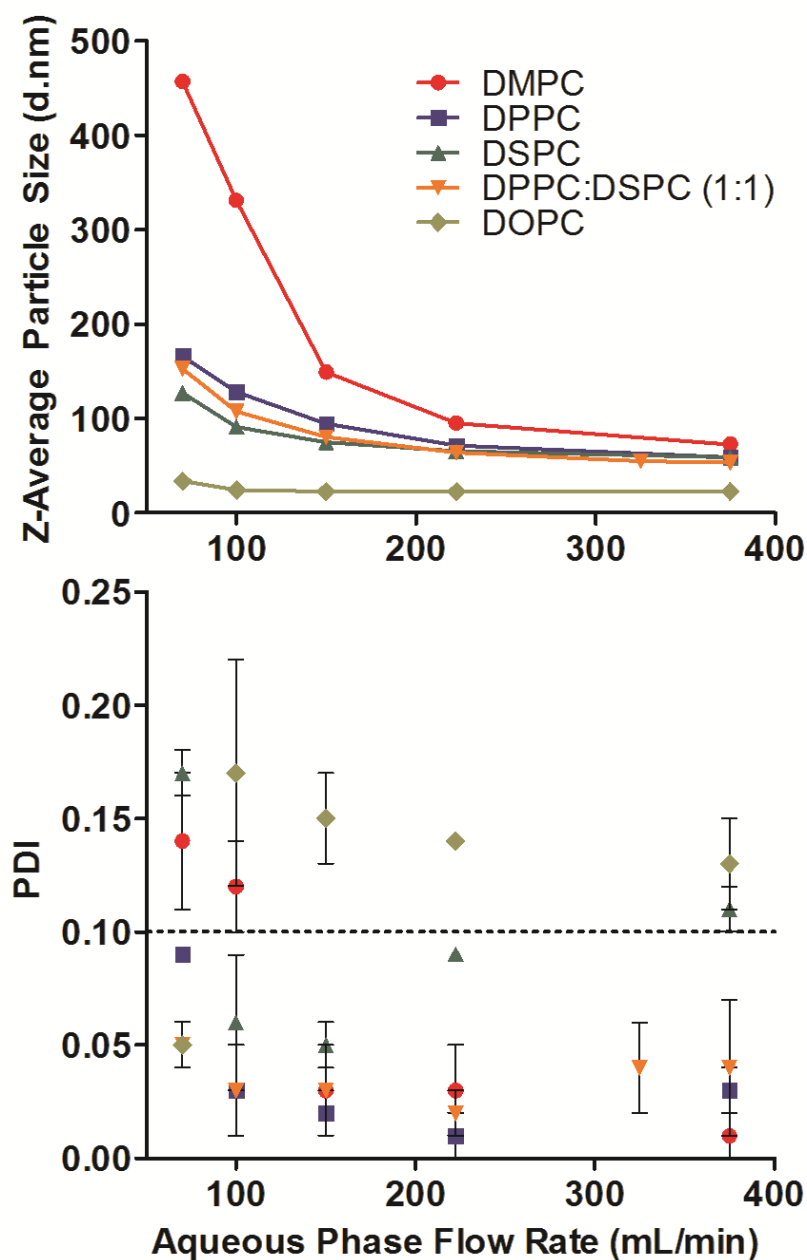 Z-Average Particle Size (d.nm)
500
400
300
200
100
0
DMPC
DPPC
DSPC
DPPC:DSPC (1:1)
DOPC
100 200 300 400
PDI
0.25
0.20
0.15
0.10
0.05
0.00
100 200 300 400
Aqueous Phase Flow Rate (mL/min)